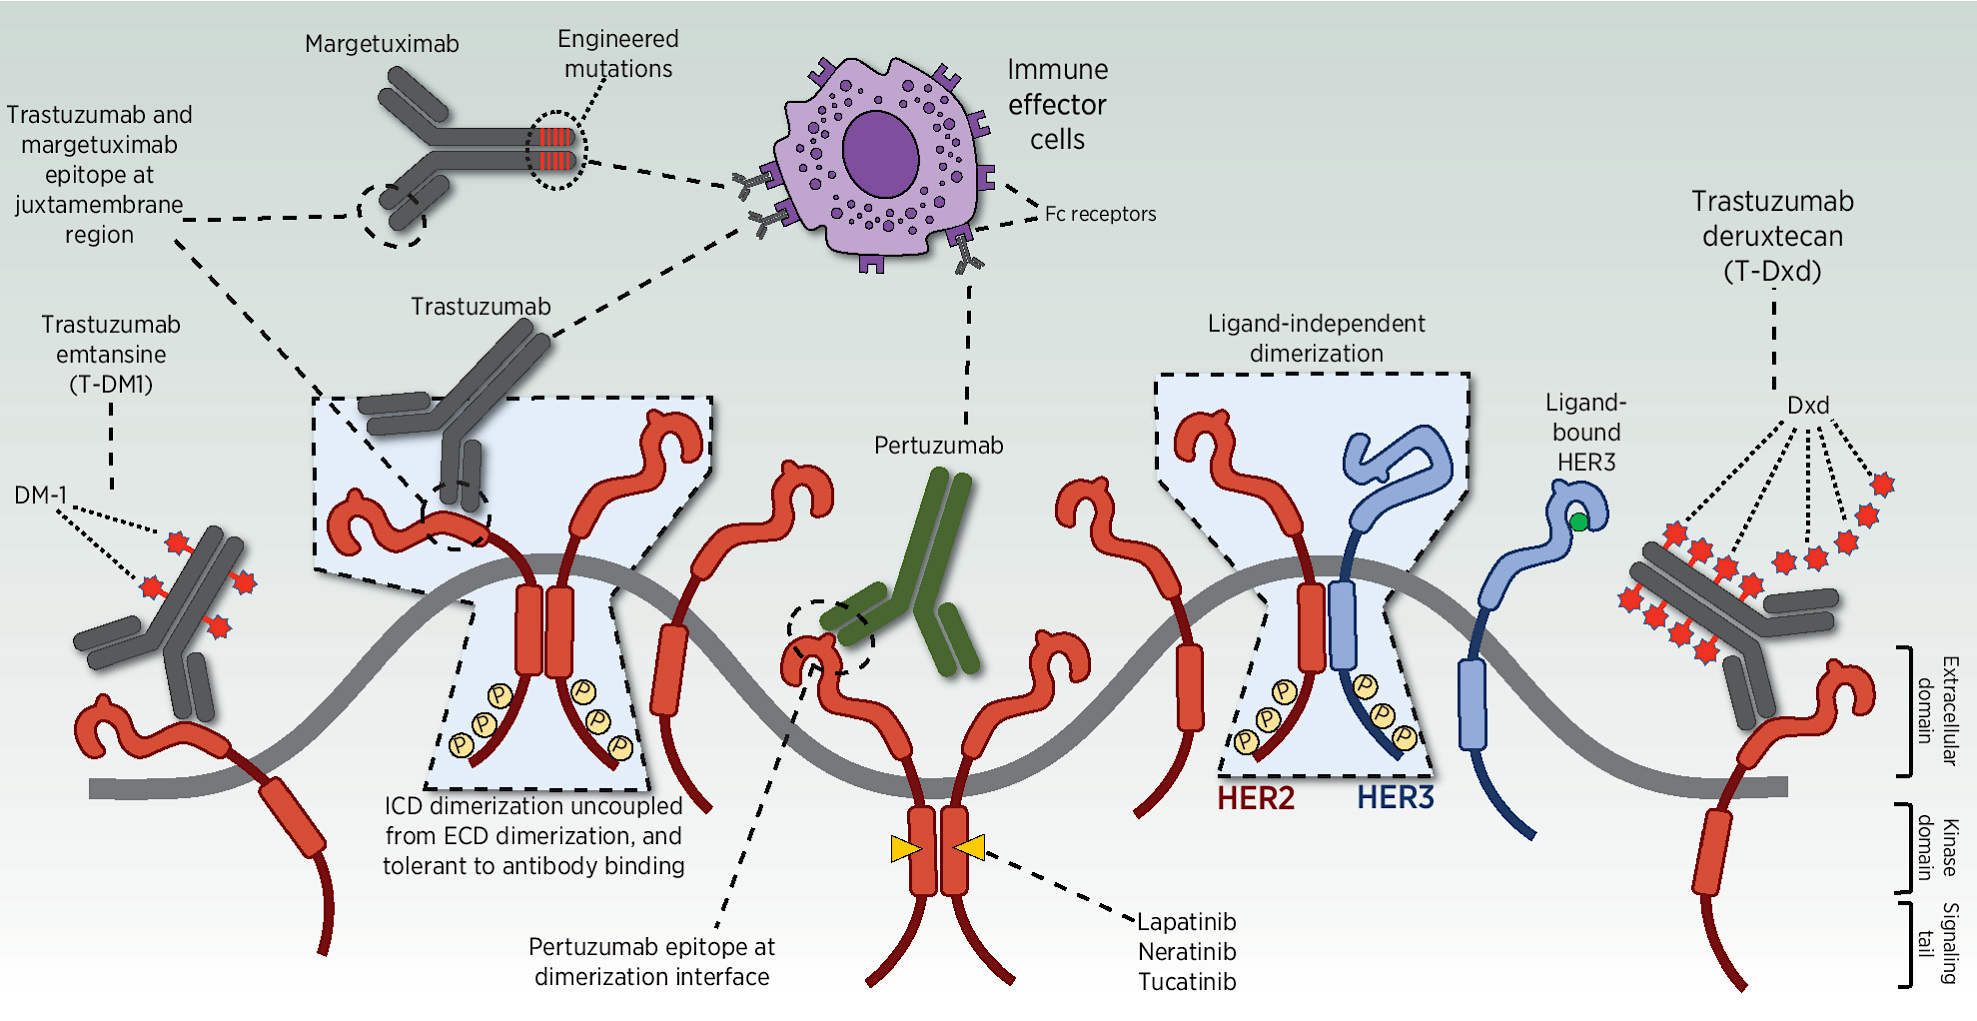 Margetuximab
Engineered
mutations
Immune
effector
cells
Trastuzumab and
margetuximab
epitope at
juxtamembrane
region
Fc receptors
Trastuzumab
deruxtecan
(T-Dxd)
Trastuzumab
Trastuzumab
emtansine
(T-DM1)
Ligand-independent
dimerization
Ligand-
bound
HER3
Dxd
Pertuzumab
DM-1
P
P
P
P
P
P
P
P
P
P
P
P
Extracellular
domain
HER2
HER3
ICD dimerization uncoupled
from ECD dimerization, and
tolerant to antibody binding
Kinase
domain
Lapatinib
Neratinib
Tucatinib
Pertuzumab epitope at
dimerization interface
Signaling
tail